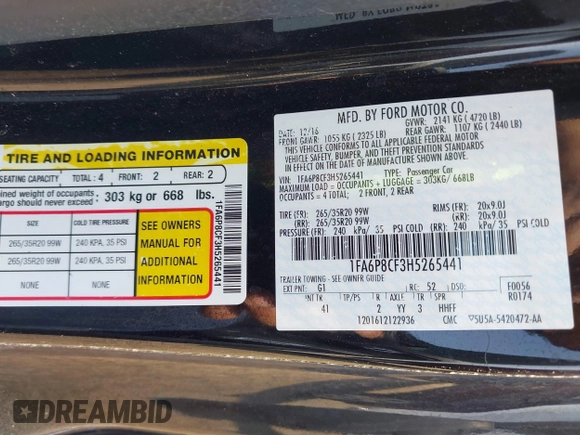 TIRE AND LOADING INFORMATION
SEATING CAPACITY TOTAL : 4 FRONT: 2 REAR: 2
ined weight of occupants
argo should never exceed : 303 kg or 668 lbs.
SIZE COLD TIRE PRESSURE
265/35R20 99W 240 KPA, 35 PSI
265/35R20 99W 240 KPA, 35 PSI
NONE NONE
SEE OWNERS
MANUAL FOR
ADDITIONAL
INFORMATION
1FA6P8CF3H5265441
MFD. BY FORD MOTOR CO.
12/16 GVWR: 2141 KG ( 4720 LB)
FRONT GAWR: 1055 KG ( 2325 LB) REAR GAWR: 1107 KG ( 2440 LB)
THIS VEHICLE CONFORMS TO ALL APPLICABLE FEDERAL MOTOR
VEHICLE SAFETY, BUMPER, AND THEFT PREVENTION STANDARDS
IN EFFECT ON THE DATE OF MANUFACTURE SHOWN ABOVE.
VIN: 1FA6P8CF3H5265441 TYPE: Passenger Car
MAXIMUM LOAD = OCCUPANTS + LUGGAGE = 303KG/ 668LB
OCCUPANTS = 4 TOTAL: 2 FRONT, 2 REAR
TIRE (FR): 265/35R20 99W RIMS (FR): 20x9.0J
(RR): 265/35R20 99W (RR): 20x9.0J
PRESSURE(FR): 240 kPa/ 35 PSI COLD (RR): 240 kPa/ 35 PSI COLD
1FA6P8CF3H5265441
TRAILER TOWING - SEE OWNER GUIDE
EXT PNT: G1 RC: 52 DSO: F0056
R0174
INT TR TP/PS R AXLE TR SPR
41 2 YY 3 HHFF
1201612122936 CMC 5U5A-5420472-AA
DREAMBID